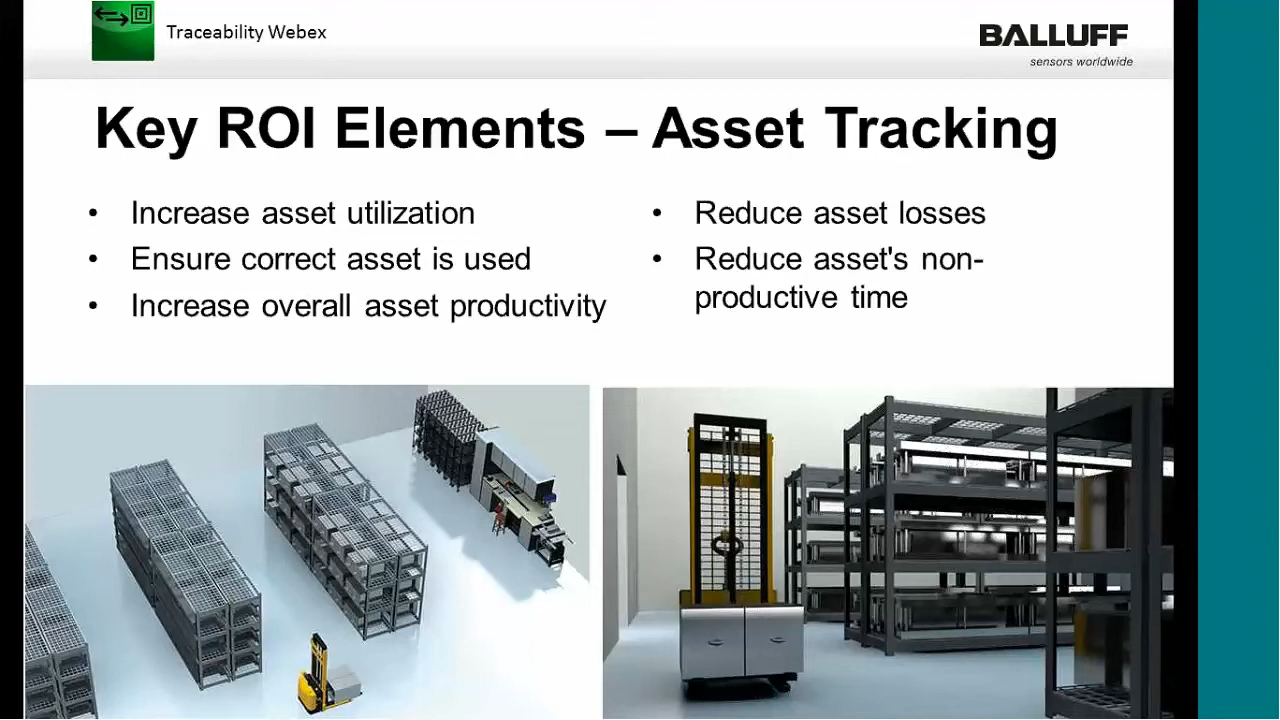 Traceability Webex
BALLUFF
sensors worldwide
Key ROI Elements – Asset Tracking
• Increase asset utilization
• Ensure correct asset is used
• Increase overall asset productivity
• Reduce asset losses
• Reduce asset's non-
productive time